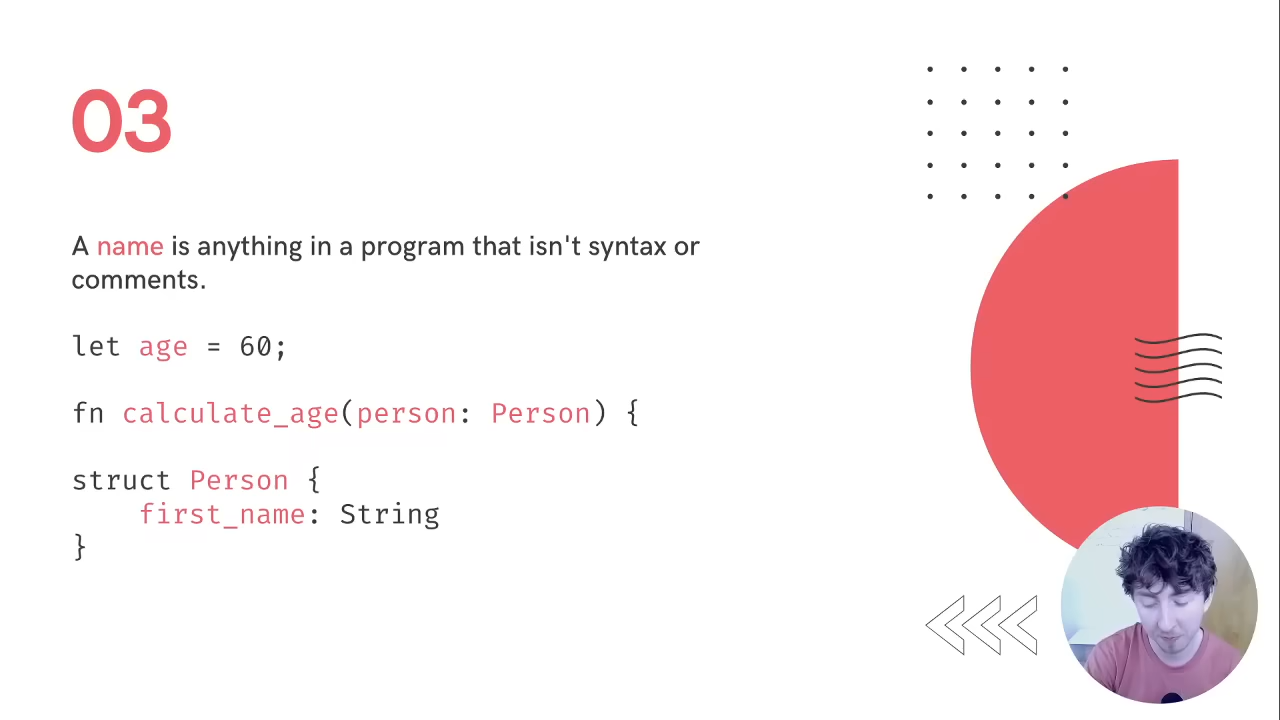 03
A name is anything in a program that isn't syntax or
comments.
let age = 60;
fn calculate_age(person: Person) {
struct Person {
    first_name: String
}